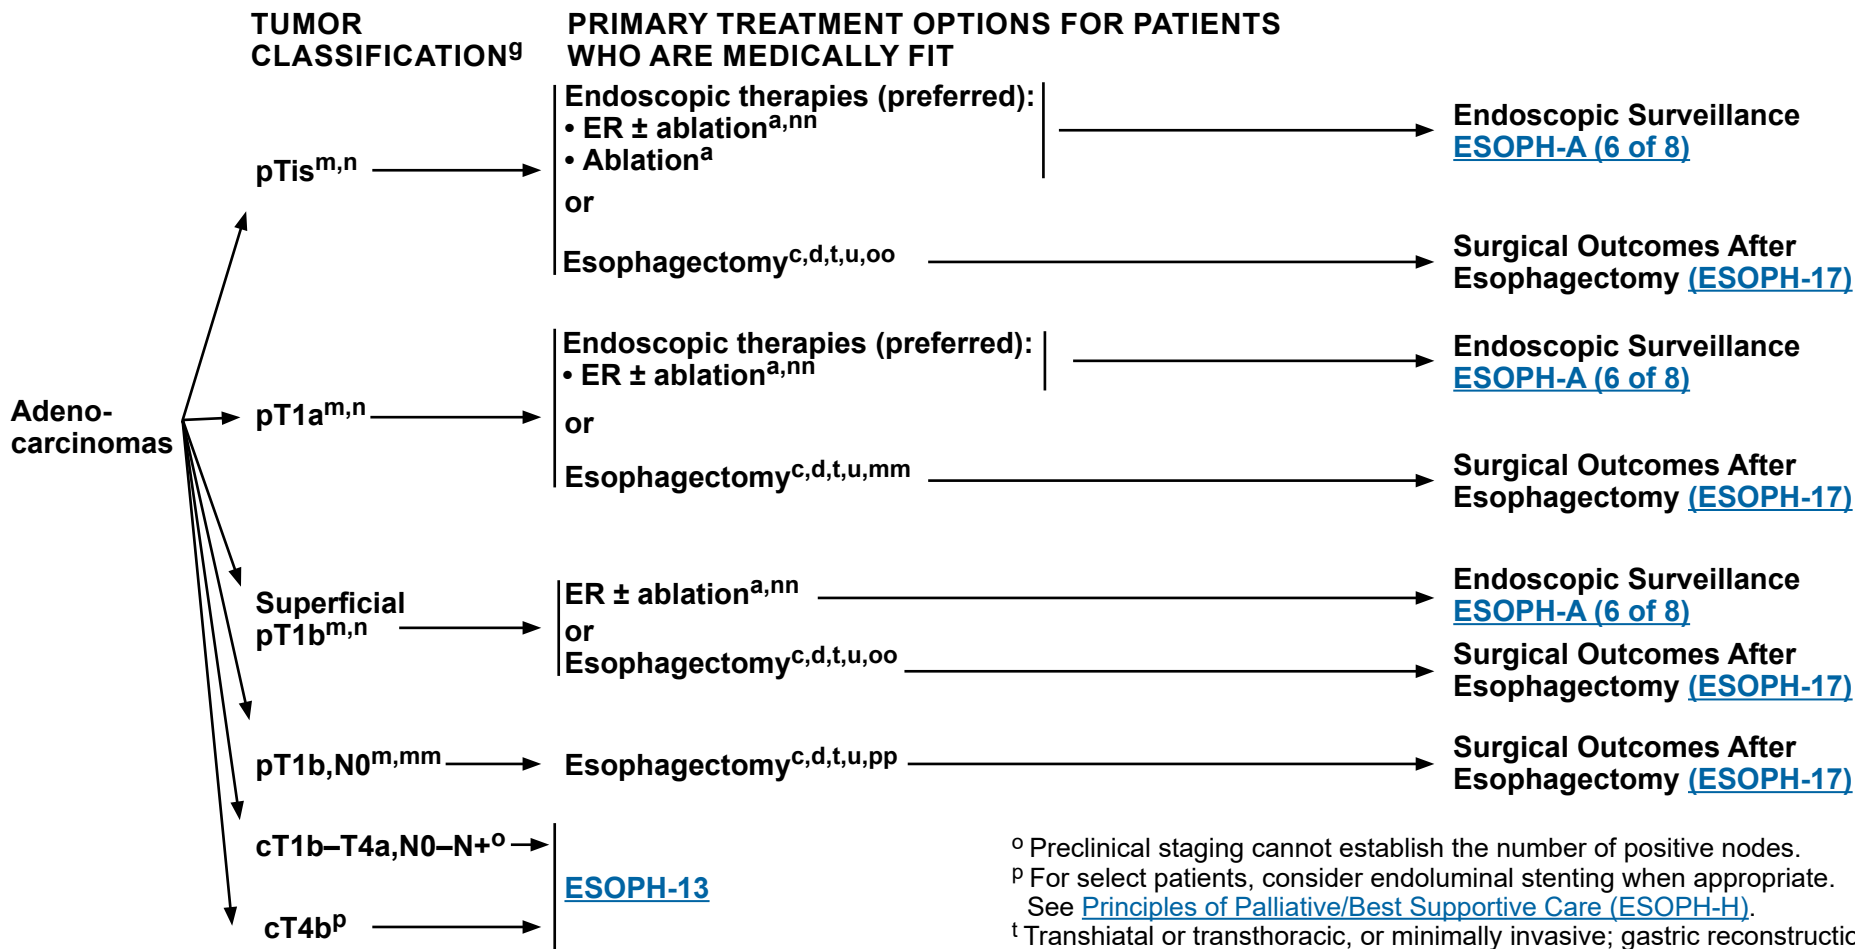 TUMOR
CLASSIFICATIONg
PRIMARY TREATMENT OPTIONS FOR PATIENTS
WHO ARE MEDICALLY FIT
Adeno-
carcinomas
pTism,n
Endoscopic therapies (preferred):
• ER ± ablationa,nn
• Ablationa
or
Esophagectomyc,d,t,u,oo
Endoscopic Surveillance
ESOPH-A (6 of 8)
Surgical Outcomes After
Esophagectomy (ESOPH-17)
pT1am,n
Endoscopic therapies (preferred):
• ER ± ablationa,nn
or
Esophagectomyc,d,t,u,mm
Endoscopic Surveillance
ESOPH-A (6 of 8)
Surgical Outcomes After
Esophagectomy (ESOPH-17)
Superficial
pT1bm,n
ER ± ablationa,nn
or
Esophagectomyc,d,t,u,oo
Endoscopic Surveillance
ESOPH-A (6 of 8)
Surgical Outcomes After
Esophagectomy (ESOPH-17)
pT1b,N0m,mm
Esophagectomyc,d,t,u,pp
Surgical Outcomes After
Esophagectomy (ESOPH-17)
cT1b–T4a,N0–N+o
cT4bp
ESOPH-13
o Preclinical staging cannot establish the number of positive nodes.
p For select patients, consider endoluminal stenting when appropriate.
See Principles of Palliative/Best Supportive Care (ESOPH-H).
t Transhiatal or transthoracic, or minimally invasive; gastric